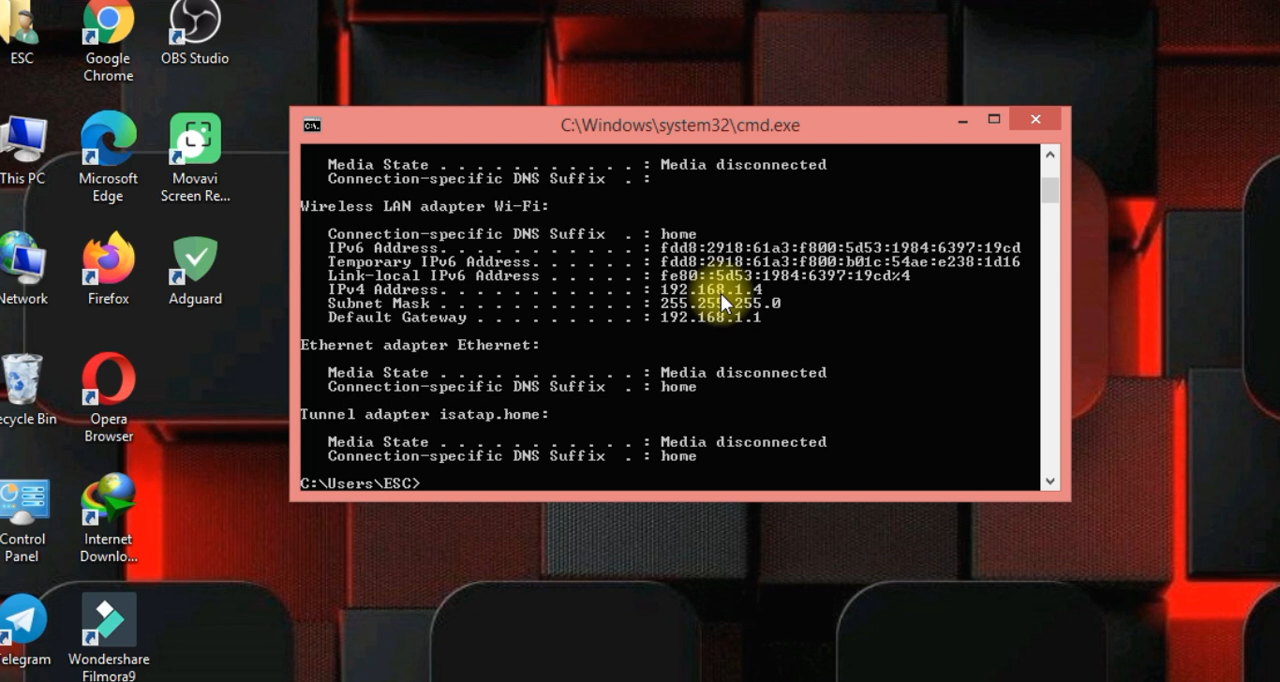 ESC
Google
Chrome
OBS Studio
This PC
Microsoft
Edge
Movavi
Screen Re...
Network
Firefox
Adguard
ecycle Bin
Opera
Browser
Control
Panel
Internet
Downlo...
elegram
Wondershare
Filmora9
C:\Windows\system32\cmd.exe
Media State . . . . . . . . . . . : Media disconnected
Connection-specific DNS Suffix  . :
Wireless LAN adapter Wi-Fi:
Connection-specific DNS Suffix  . : home
IPv6 Address. . . . . . . . . . . : fdd8:2918:61a3:f800:5d53:1984:6397:19cd
Temporary IPv6 Address. . . . . . : fdd8:2918:61a3:f800:b01c:54ae:e238:1d16
Link-local IPv6 Address . . . . . : fe80::5d53:1984:6397:19cd%4
IPv4 Address. . . . . . . . . . . : 192.168.1.4
Subnet Mask . . . . . . . . . . . : 255.255.255.0
Default Gateway . . . . . . . . . : 192.168.1.1
Ethernet adapter Ethernet:
Media State . . . . . . . . . . . : Media disconnected
Connection-specific DNS Suffix  . : home
Tunnel adapter isatap.home:
Media State . . . . . . . . . . . : Media disconnected
Connection-specific DNS Suffix  . : home
C:\Users\ESC>